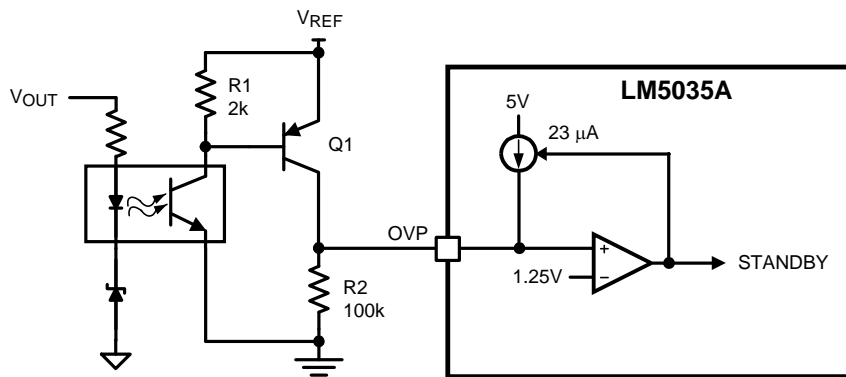 VREF
VOUT
R1
2k
Q1
OVP
R2
100k
LM5035A
5V
23 μA
+
1.25V
−
STANDBY